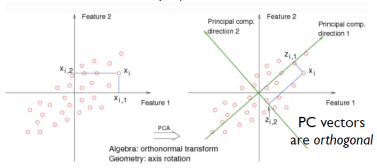 Feature 2
x_{i,2}
x_i
x_{i,1}
Feature 1
PCA
Algebra: orthonormal transform
Geometry: axis rotation
Principal comp.
direction 2
Feature 2
Principal comp.
direction 1
z_{i,1}
x_i
Feature 1
z_{i,2}
PC vectors
are orthogonal